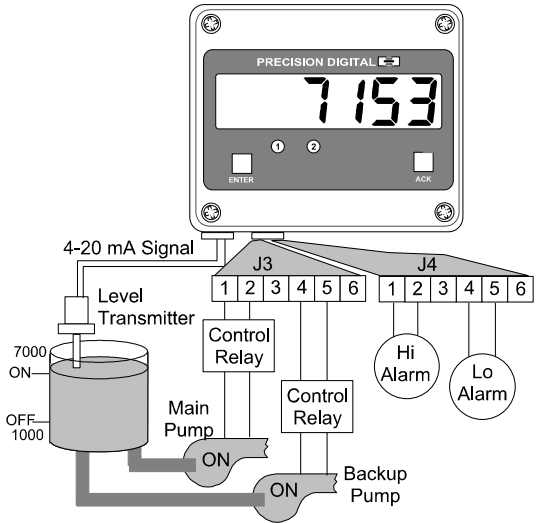 PRECISION DIGITAL
7153
1 2
ENTER
ACK
4-20 mA Signal
J3
J4
1 2 3 4 5 6
1 2 3 4 5 6
Level
Transmitter
Control
Relay
Hi
Alarm
Lo
Alarm
7000
ON
OFF
1000
Control
Relay
Main
Pump
ON
ON
Backup
Pump